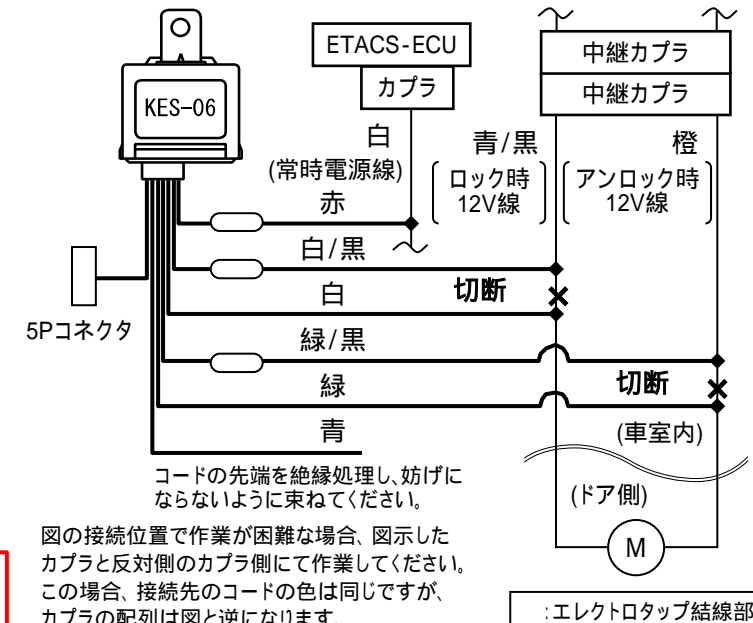 ETACS-ECU
カプラ
中継カプラ
中継カプラ
KES-06
白
(常時電源線)
青/黒
ロック時
12V線
橙
アンロック時
12V線
赤
白/黒
白
切断
5Pコネクタ
緑/黒
緑
切断
青
(車室内)
コードの先端を絶縁処理し、妨げに
ならないように束ねてください。
(ドア側)
M
図の接続位置で作業が困難な場合、図示した
カプラと反対側のカプラ側にて作業してください。
この場合、接続先のコードの色は同じですが、
カプラの配列は図と逆になります。
:エレクトロタップ結線部